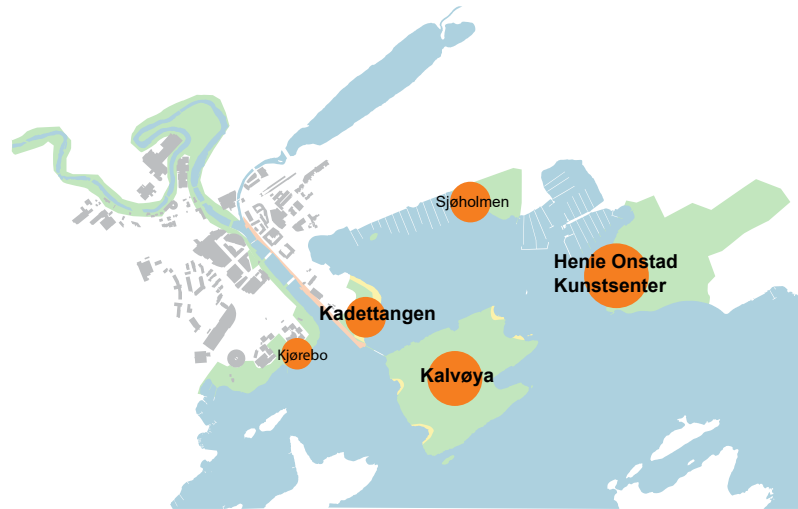 Sjøholmen
Henie Onstad
Kunstsenter
Kadettangen
Kjørebo
Kalvøya